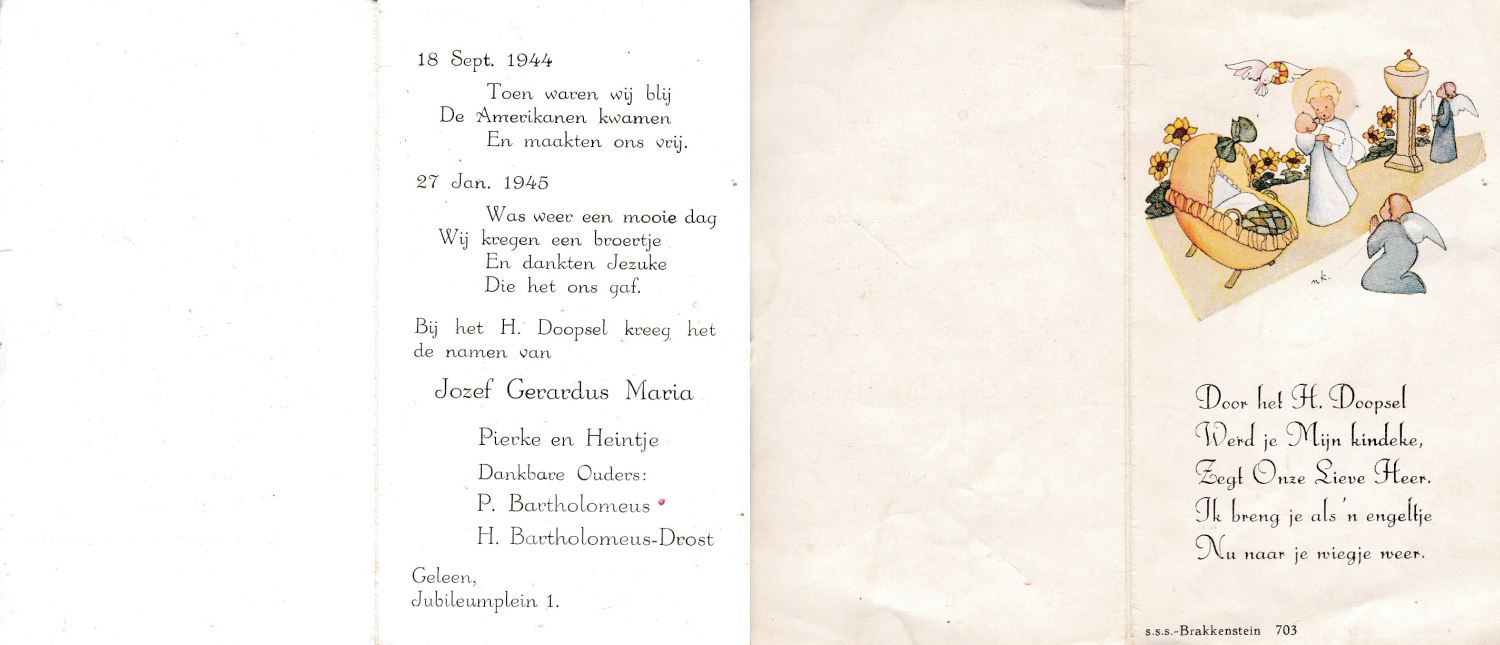 18 Sept. 1944
Toen waren wij blij
De Amerikanen kwamen
En maakten ons vrij.
27 Jan. 1945
Was weer een mooie dag
Wij kregen een broertje
En dankten Jezuke
Die het ons gaf.
Bij het H. Doopsel kreeg het
de namen van
Jozef Gerardus Maria
Pierke en Heintje
Dankbare Ouders:
P. Bartholomeus
H. Bartholomeus-Drost
Geleen,
Jubileumplein 1.
nk.
Door het H. Doopsel
Werd je Mijn kindeke,
Zegt Onze Lieve Heer.
Ik breng je als 'n engeltje
Nu naar je wiegje weer.
s.s.s.-Brakkenstein 703